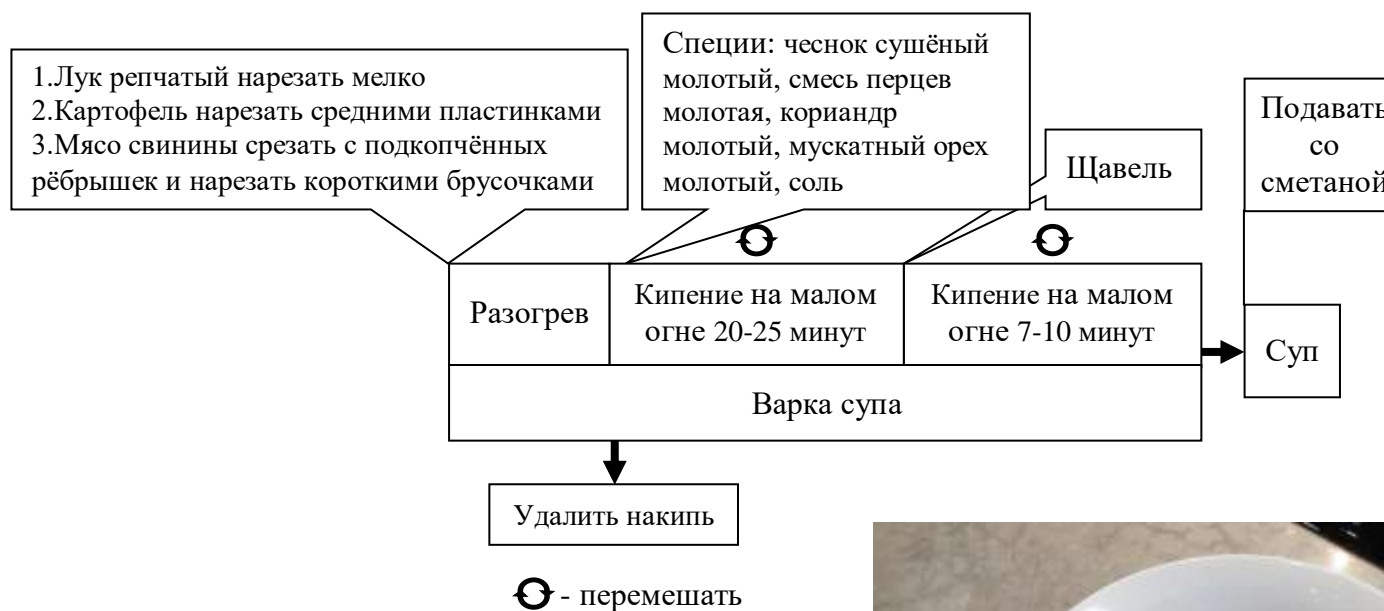 1.Лук репчатый нарезать мелко
2.Картофель нарезать средними пластинками
3.Мясо свинины срезать с подкопчённых
рёбрышек и нарезать короткими брусочками
Специи: чеснок сушёный
молотый, смесь перцев
молотая, кориандр
молотый, мускатный орех
молотый, соль
Щавель
Подавать
со
сметаной
Разогрев
Кипение на малом
огне 20-25 минут
Кипение на малом
огне 7-10 минут
Суп
Варка супа
Удалить накипь
- перемешать